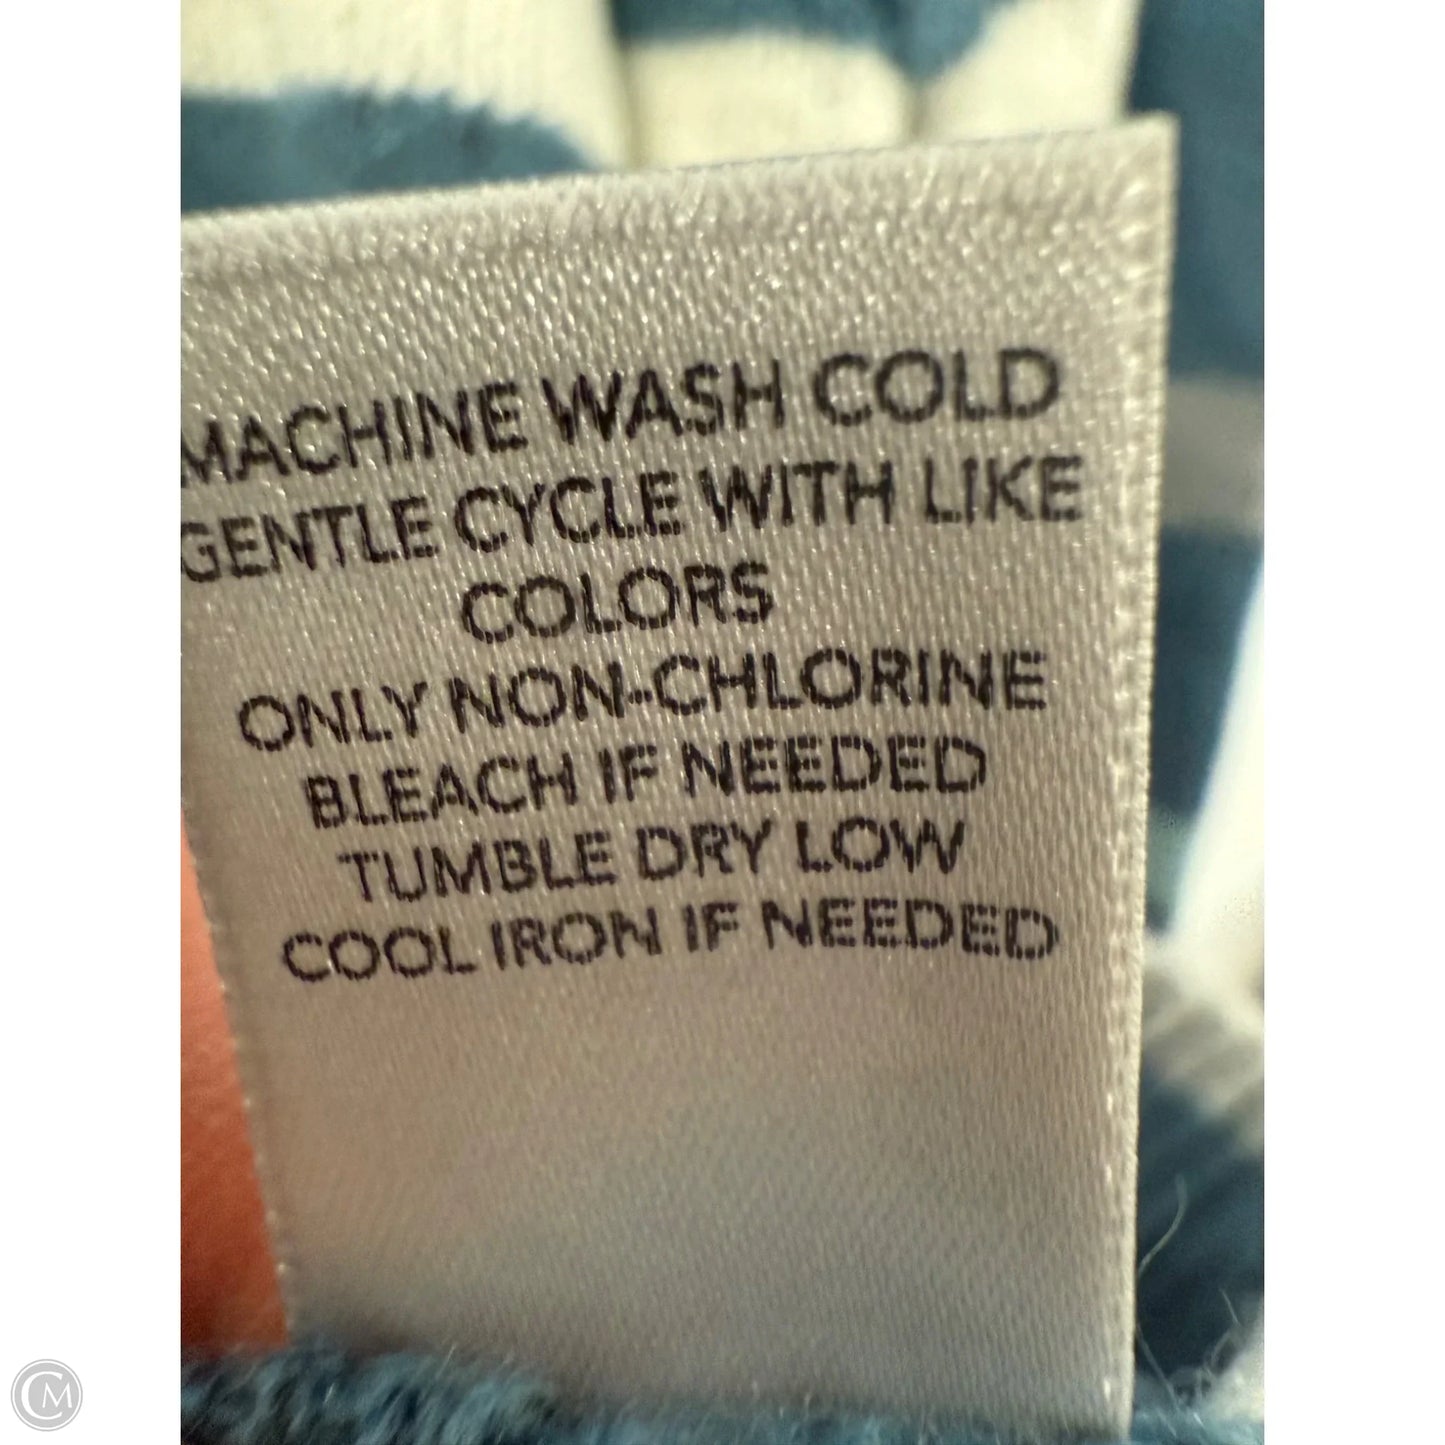 MACHINE WASH COLD
GENTLE CYCLE WITH LIKE
COLORS
ONLY NON-CHLORINE
BLEACH IF NEEDED
TUMBLE DRY LOW
COOL IRON IF NEEDED
CM